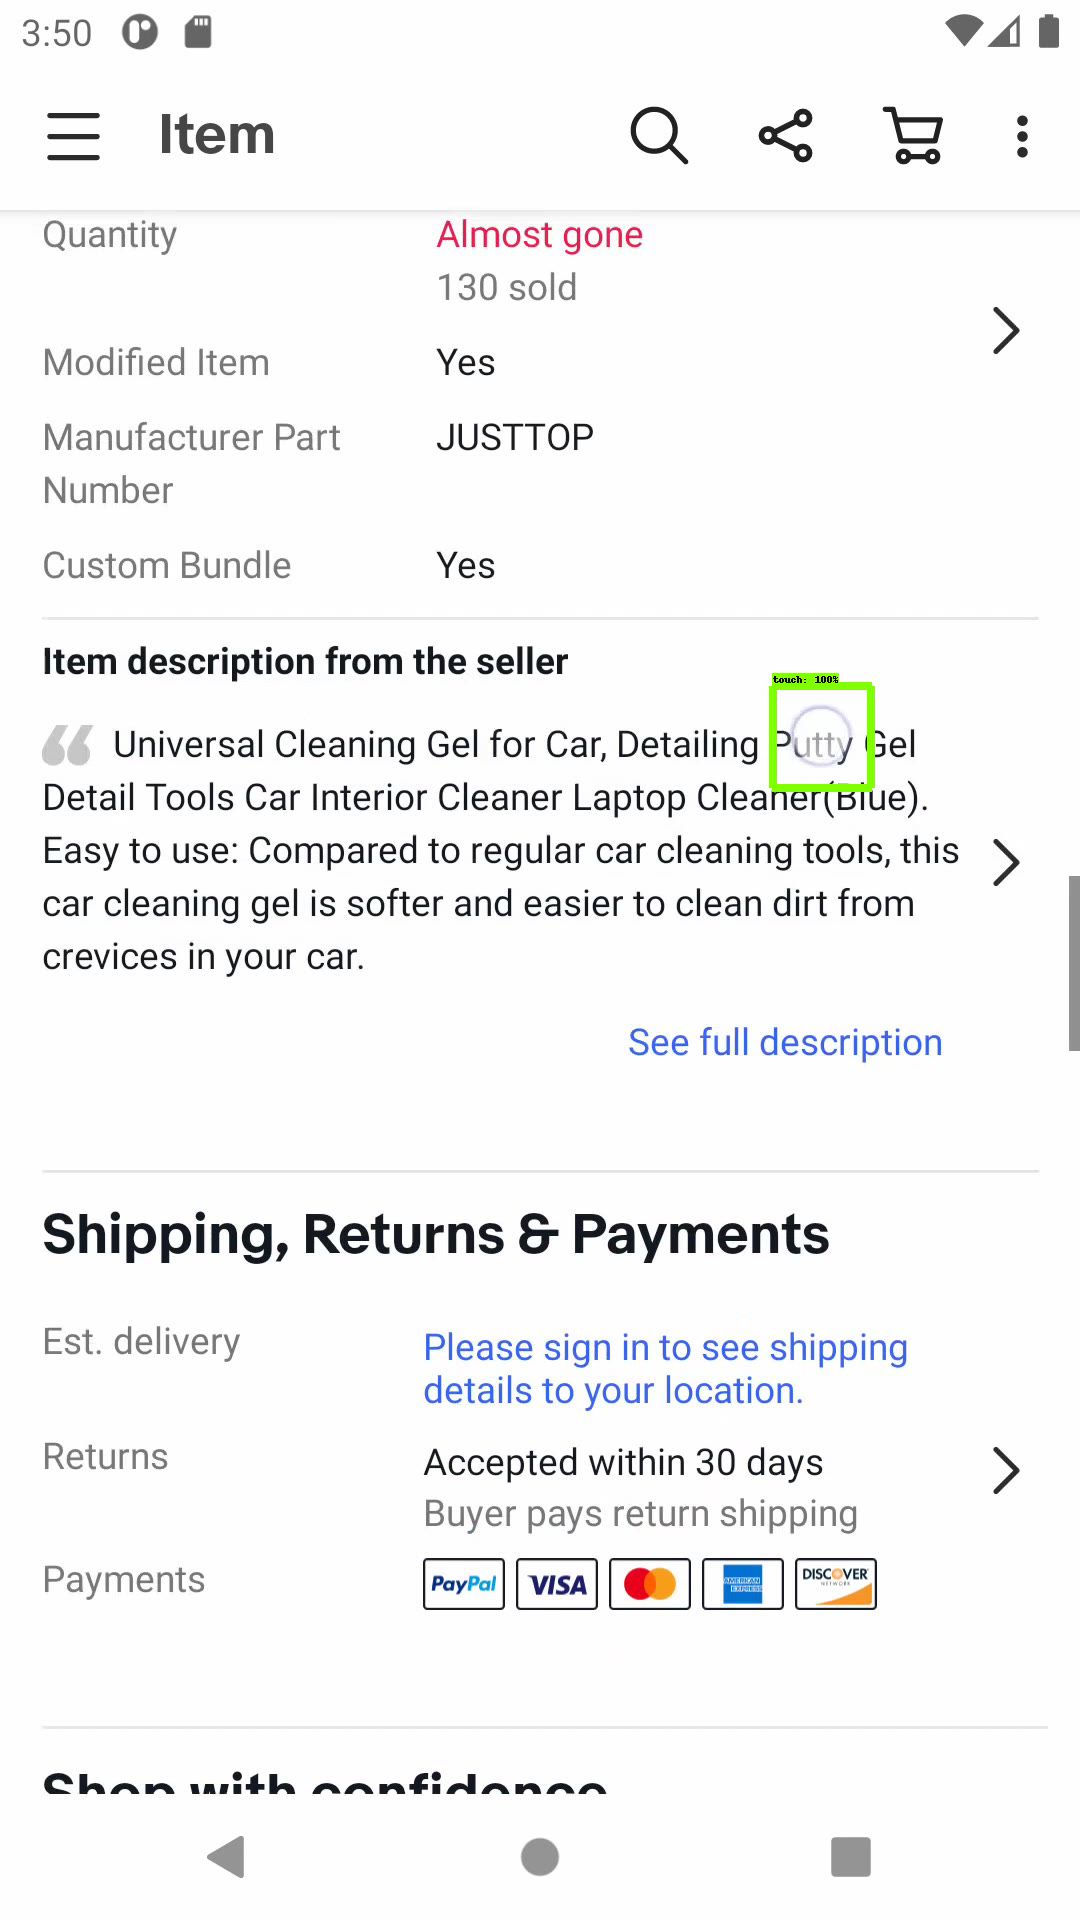 3:50
Item
Quantity Almost gone
130 sold
Modified Item Yes
Manufacturer Part Number JUSTTOP
Custom Bundle Yes
Item description from the seller
touch: 100%
Universal Cleaning Gel for Car, Detailing Putty Gel
Detail Tools Car Interior Cleaner Laptop Cleaner(Blue).
Easy to use: Compared to regular car cleaning tools, this
car cleaning gel is softer and easier to clean dirt from
crevices in your car.
See full description
Shipping, Returns & Payments
Est. delivery Please sign in to see shipping
details to your location.
Returns Accepted within 30 days
Buyer pays return shipping
Payments PayPal VISA AMERICAN EXPRESS DISCOVER NETWORK
Shop with confidence